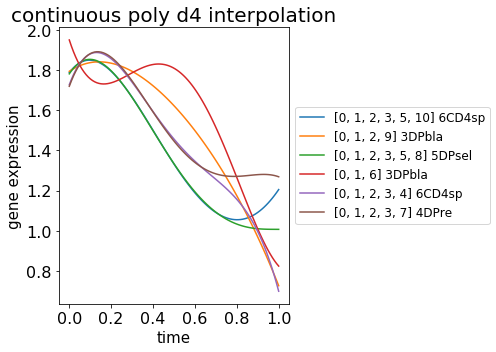 continuous poly d4 interpolation
gene expression
2.0
1.8
1.6
1.4
1.2
1.0
0.8
0.0 0.2 0.4 0.6 0.8 1.0
time
[0, 1, 2, 3, 5, 10] 6CD4sp
[0, 1, 2, 9] 3DPbla
[0, 1, 2, 3, 5, 8] 5DPsel
[0, 1, 6] 3DPbla
[0, 1, 2, 3, 4] 6CD4sp
[0, 1, 2, 3, 7] 4DPre